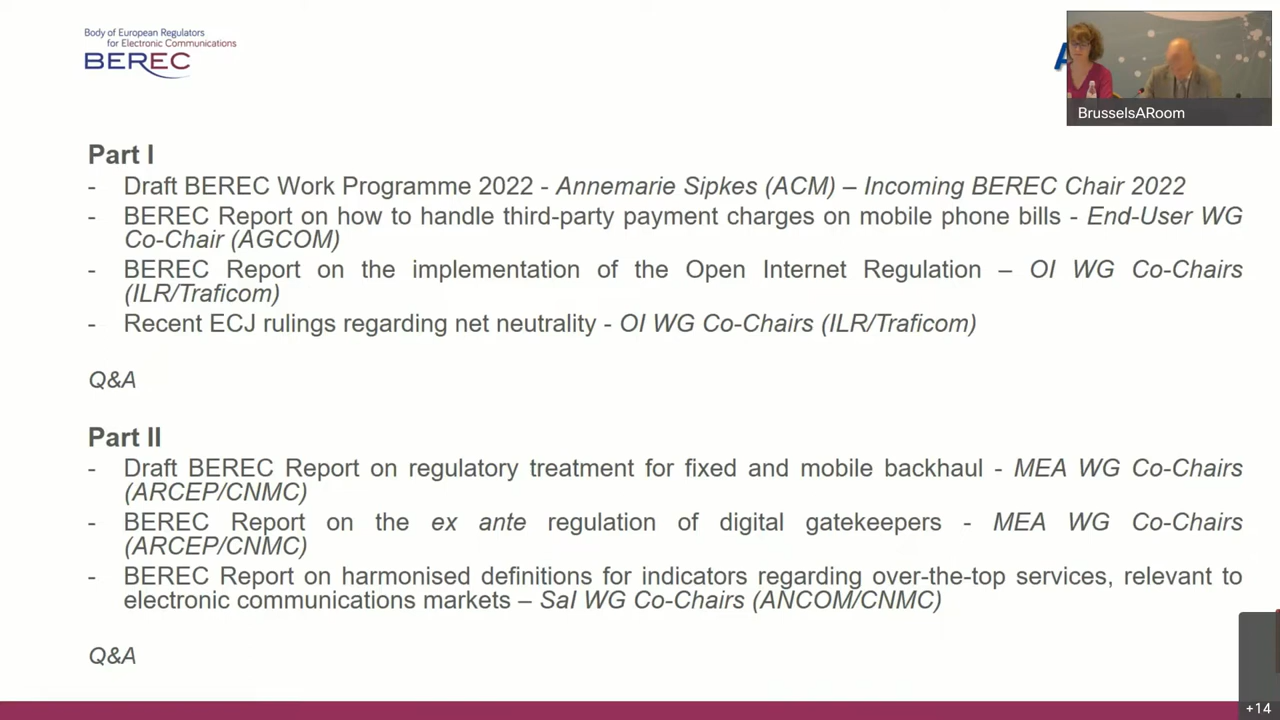 Body of European Regulators
for Electronic Communications
BEREC
BrusselsARoom
Part I
- Draft BEREC Work Programme 2022 - Annemarie Sipkes (ACM) – Incoming BEREC Chair 2022
- BEREC Report on how to handle third-party payment charges on mobile phone bills - End-User WG
Co-Chair (AGCOM)
- BEREC Report on the implementation of the Open Internet Regulation – OI WG Co-Chairs
(ILR/Traficom)
- Recent ECJ rulings regarding net neutrality - OI WG Co-Chairs (ILR/Traficom)
Q&A
Part II
- Draft BEREC Report on regulatory treatment for fixed and mobile backhaul - MEA WG Co-Chairs
(ARCEP/CNMC)
- BEREC Report on the ex ante regulation of digital gatekeepers - MEA WG Co-Chairs
(ARCEP/CNMC)
- BEREC Report on harmonised definitions for indicators regarding over-the-top services, relevant to
electronic communications markets – SaI WG Co-Chairs (ANCOM/CNMC)
Q&A
+14